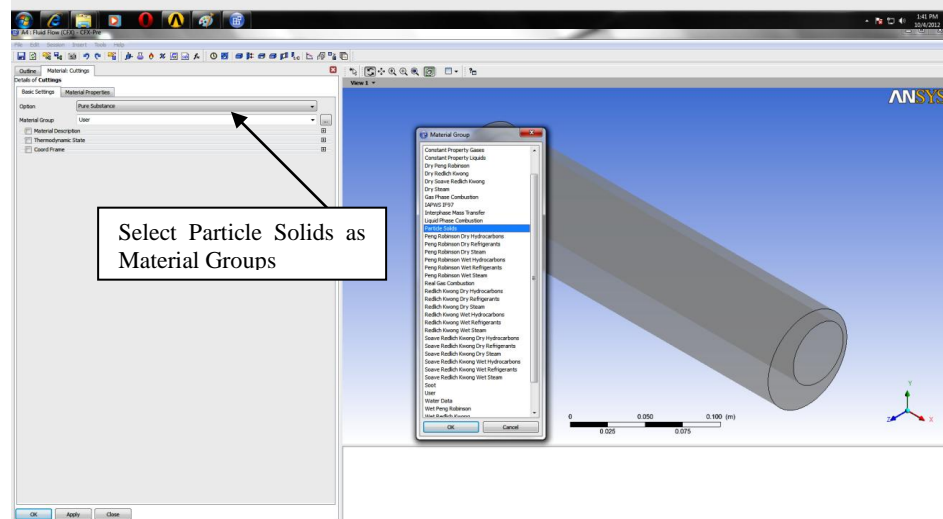 1:41 PM
10/4/2012
A4 : Fluid Flow (CFX) - CFX-Pre
File Edit Session Insert Tools Help
Outline Material: Cuttings
Details of Cuttings
Basic Settings Material Properties
Option Pure Substance
Material Group User
Material Description
Thermodynamic State
Coord Frame
Select Particle Solids as
Material Groups
OK Apply Close
View 1
ANSYS
Material Group
Constant Property Gases
Constant Property Liquids
Dry Peng Robinson
Dry Redlich Kwong
Dry Soave Redlich Kwong
Dry Steam
Gas Phase Combustion
IAPWS IF97
Interphase Mass Transfer
Liquid Phase Combustion
Particle Solids
Peng Robinson Dry Hydrocarbons
Peng Robinson Dry Refrigerants
Peng Robinson Dry Steam
Peng Robinson Wet Hydrocarbons
Peng Robinson Wet Refrigerants
Peng Robinson Wet Steam
Real Gas Combustion
Redlich Kwong Dry Hydrocarbons
Redlich Kwong Dry Refrigerants
Redlich Kwong Dry Steam
Redlich Kwong Wet Hydrocarbons
Redlich Kwong Wet Refrigerants
Redlich Kwong Wet Steam
Soave Redlich Kwong Dry Hydrocarbons
Soave Redlich Kwong Dry Refrigerants
Soave Redlich Kwong Dry Steam
Soave Redlich Kwong Wet Hydrocarbons
Soave Redlich Kwong Wet Refrigerants
Soave Redlich Kwong Wet Steam
Soot
User
Water Data
Wet Peng Robinson
Wet Redlich Kwong
OK Cancel
0 0.050 0.100 (m)
0.025 0.075
Y
Z X